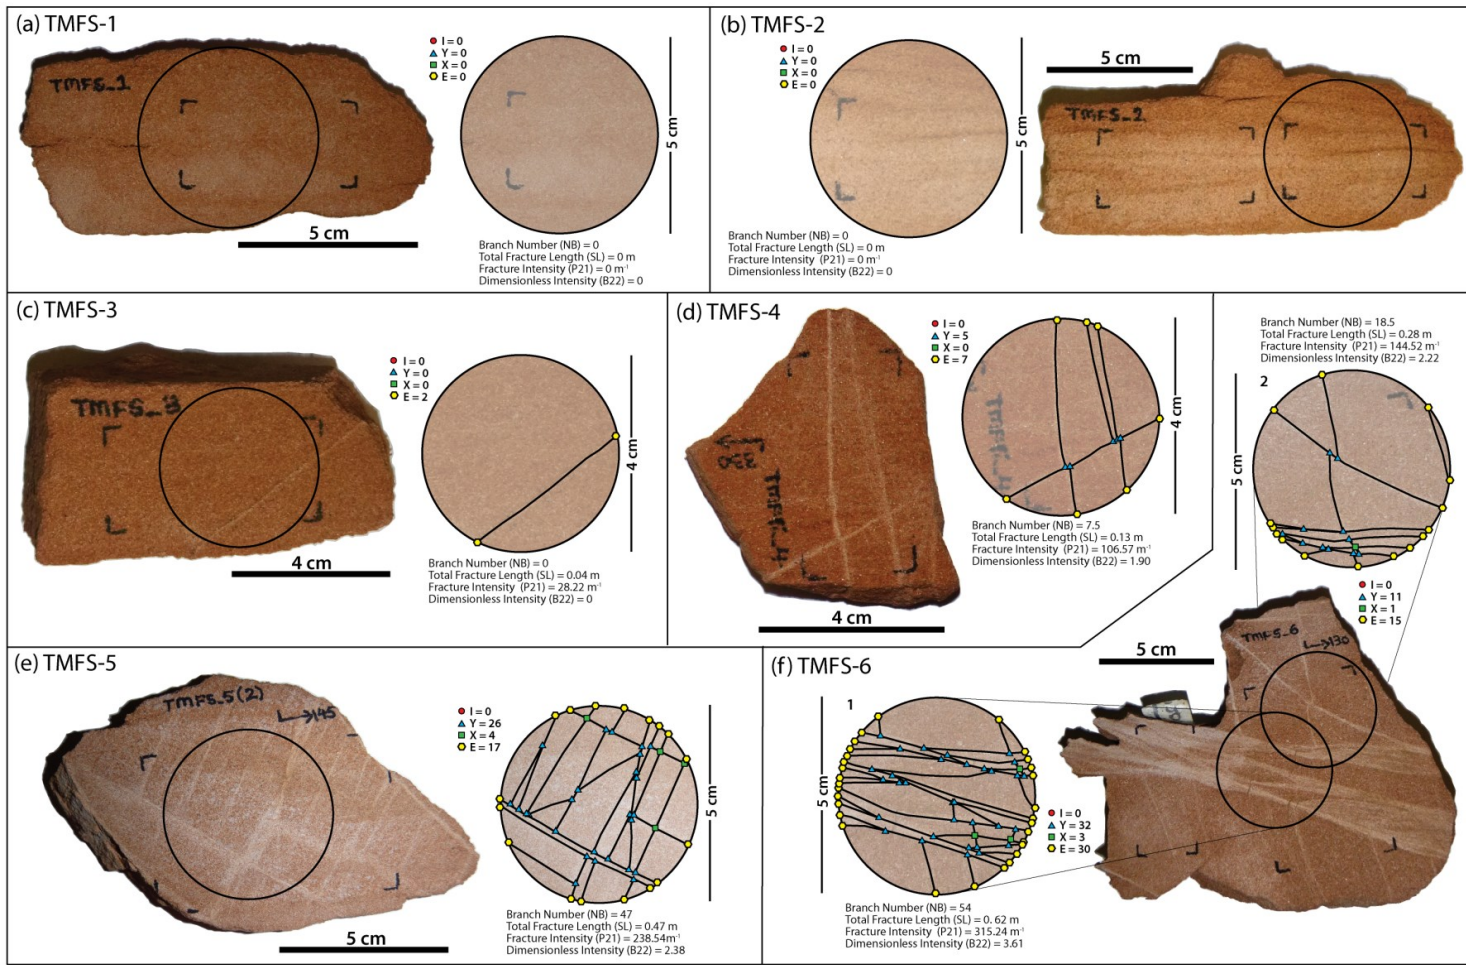 (a) TMFS-1
TMFS_1
I = 0
Y = 0
X = 0
E = 0
5 cm
5 cm
Branch Number (NB) = 0
Total Fracture Length (SL) = 0 m
Fracture Intensity (P21) = 0 m⁻¹
Dimensionless Intensity (B22) = 0
(b) TMFS-2
I = 0
Y = 0
X = 0
E = 0
5 cm
5 cm
TMFS_2
Branch Number (NB) = 0
Total Fracture Length (SL) = 0 m
Fracture Intensity (P21) = 0 m⁻¹
Dimensionless Intensity (B22) = 0
(c) TMFS-3
TMFS_3
I = 0
Y = 0
X = 0
E = 2
4 cm
4 cm
Branch Number (NB) = 0
Total Fracture Length (SL) = 0.04 m
Fracture Intensity (P21) = 28.22 m⁻¹
Dimensionless Intensity (B22) = 0
(d) TMFS-4
I = 0
Y = 5
X = 0
E = 7
330
TMFS_4
TMFS_4
4 cm
4 cm
Branch Number (NB) = 7.5
Total Fracture Length (SL) = 0.13 m
Fracture Intensity (P21) = 106.57 m⁻¹
Dimensionless Intensity (B22) = 1.90
(e) TMFS-5
TMFS_5(2)
145
I = 0
Y = 26
X = 4
E = 17
5 cm
5 cm
Branch Number (NB) = 47
Total Fracture Length (SL) = 0.47 m
Fracture Intensity (P21) = 238.54m⁻¹
Dimensionless Intensity (B22) = 2.38
Branch Number (NB) = 18.5
Total Fracture Length (SL) = 0.28 m
Fracture Intensity (P21) = 144.52 m⁻¹
Dimensionless Intensity (B22) = 2.22
2
5 cm
I = 0
Y = 11
X = 1
E = 15
(f) TMFS-6
5 cm
TMFS_6
130
1
5 cm
I = 0
Y = 32
X = 3
E = 30
Branch Number (NB) = 54
Total Fracture Length (SL) = 0. 62 m
Fracture Intensity (P21) = 315.24 m⁻¹
Dimensionless Intensity (B22) = 3.61